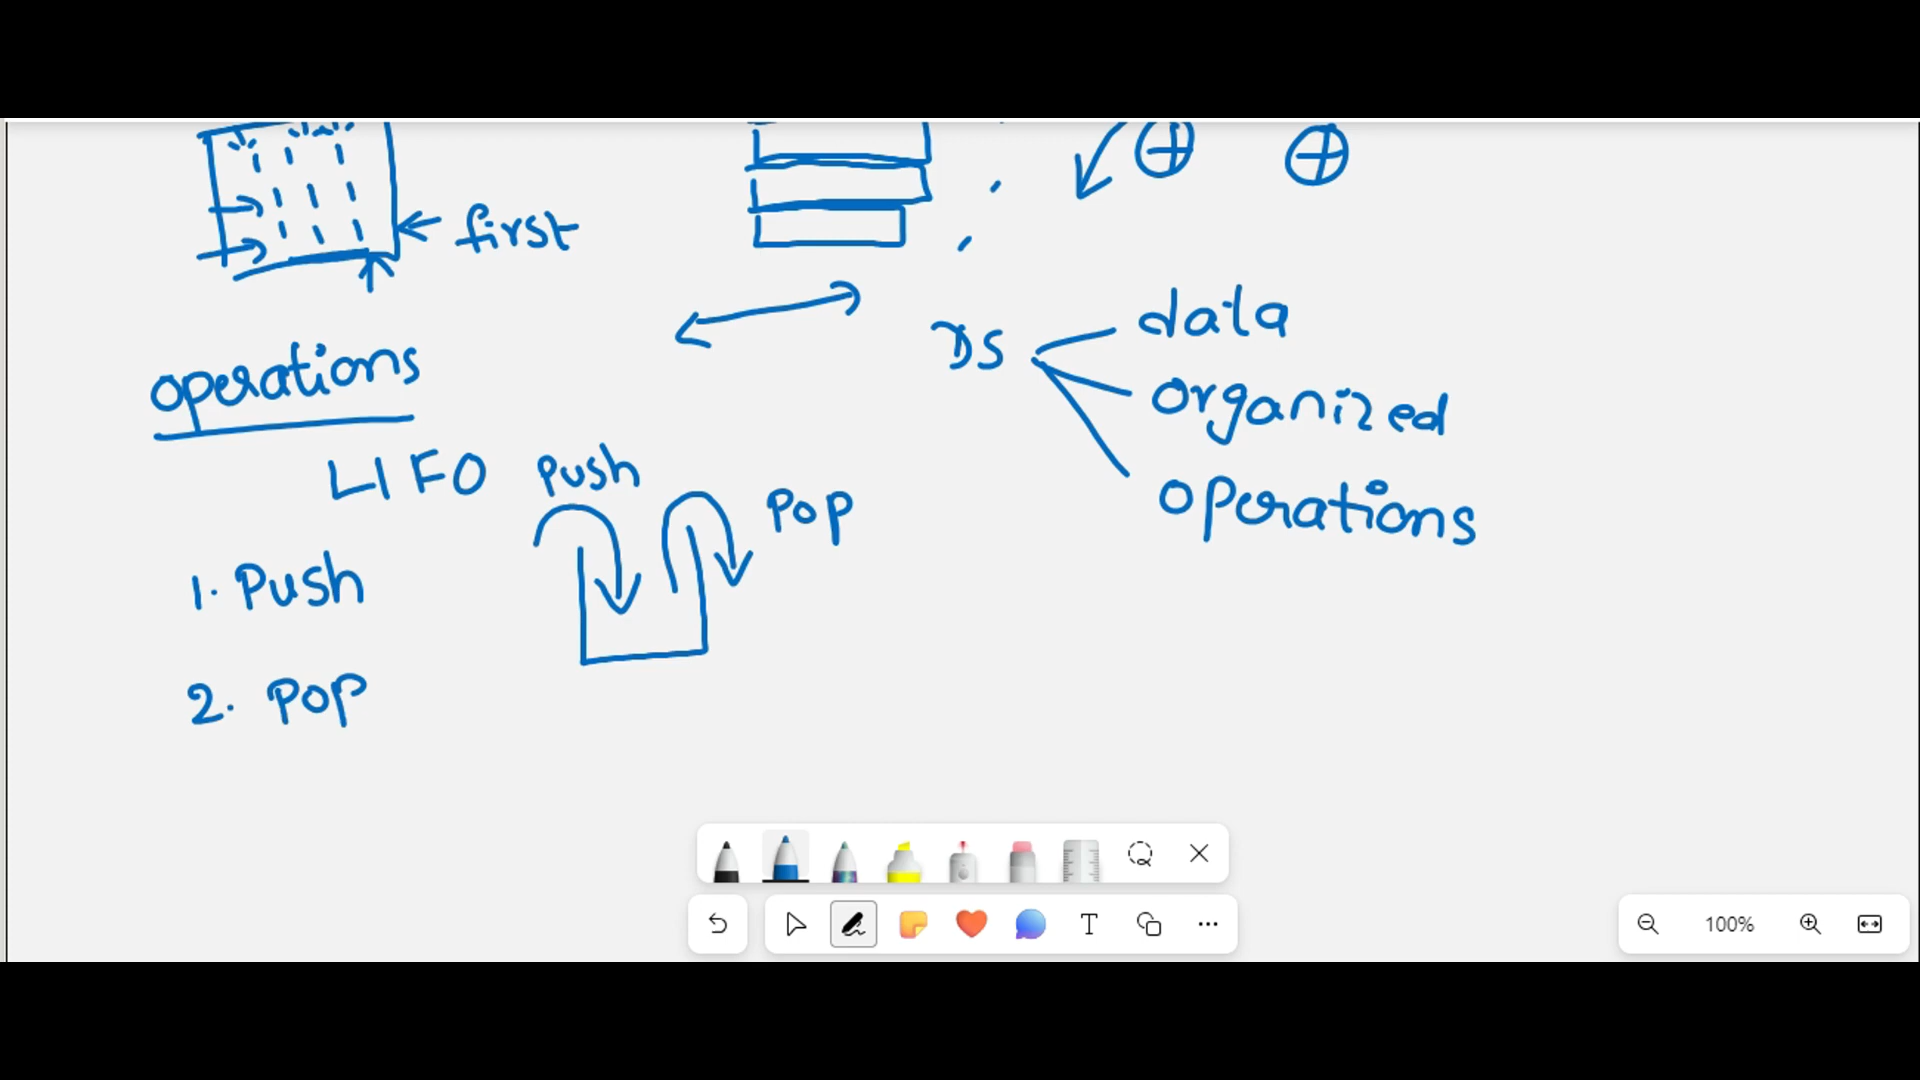 first
data
DS
organized
operations
operations
LIFO
Push
Pop
1. Push
2. Pop
T
100%